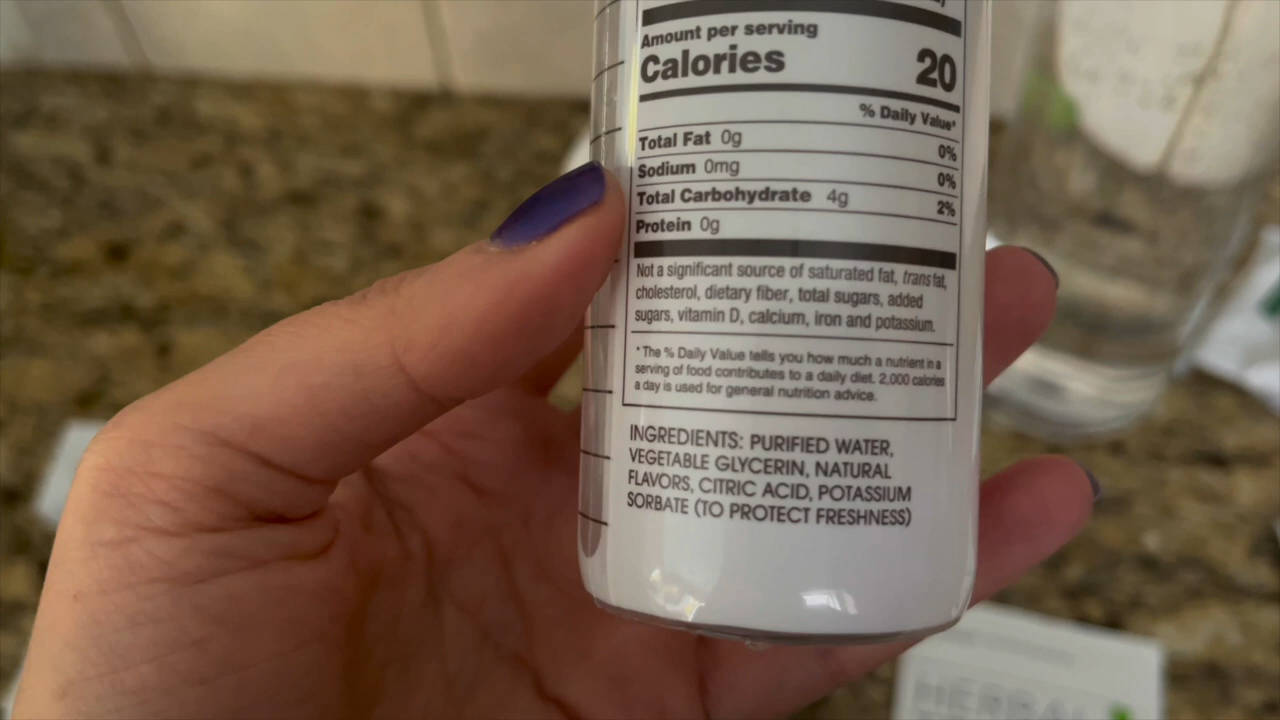 Amount per serving
Calories 20
% Daily Value*
Total Fat 0g 0%
Sodium 0mg 0%
Total Carbohydrate 4g 2%
Protein 0g
Not a significant source of saturated fat, trans fat,
cholesterol, dietary fiber, total sugars, added
sugars, vitamin D, calcium, iron and potassium.
* The % Daily Value tells you how much a nutrient in a
serving of food contributes to a daily diet. 2,000 calories
a day is used for general nutrition advice.
INGREDIENTS: PURIFIED WATER,
VEGETABLE GLYCERIN, NATURAL
FLAVORS, CITRIC ACID, POTASSIUM
SORBATE (TO PROTECT FRESHNESS)